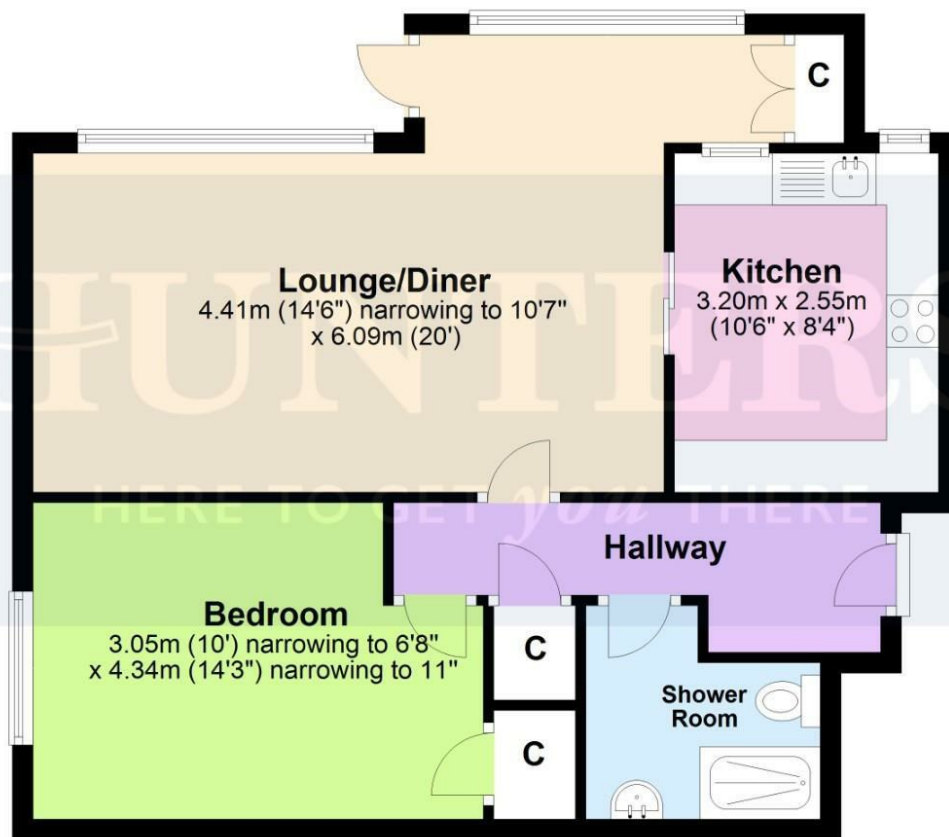 C
Lounge/Diner
4.41m (14'6") narrowing to 10'7"
x 6.09m (20')
Kitchen
3.20m x 2.55m
(10'6" x 8'4")
HUNTERS
HERE TO GET you THERE
Hallway
Bedroom
3.05m (10') narrowing to 6'8"
x 4.34m (14'3") narrowing to 11"
C
Shower
Room
C